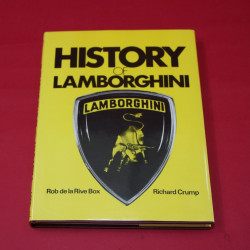 HISTORY
of
LAMBORGHINI
LAMBORGHINI
Rob de la Rive Box
Richard Crump